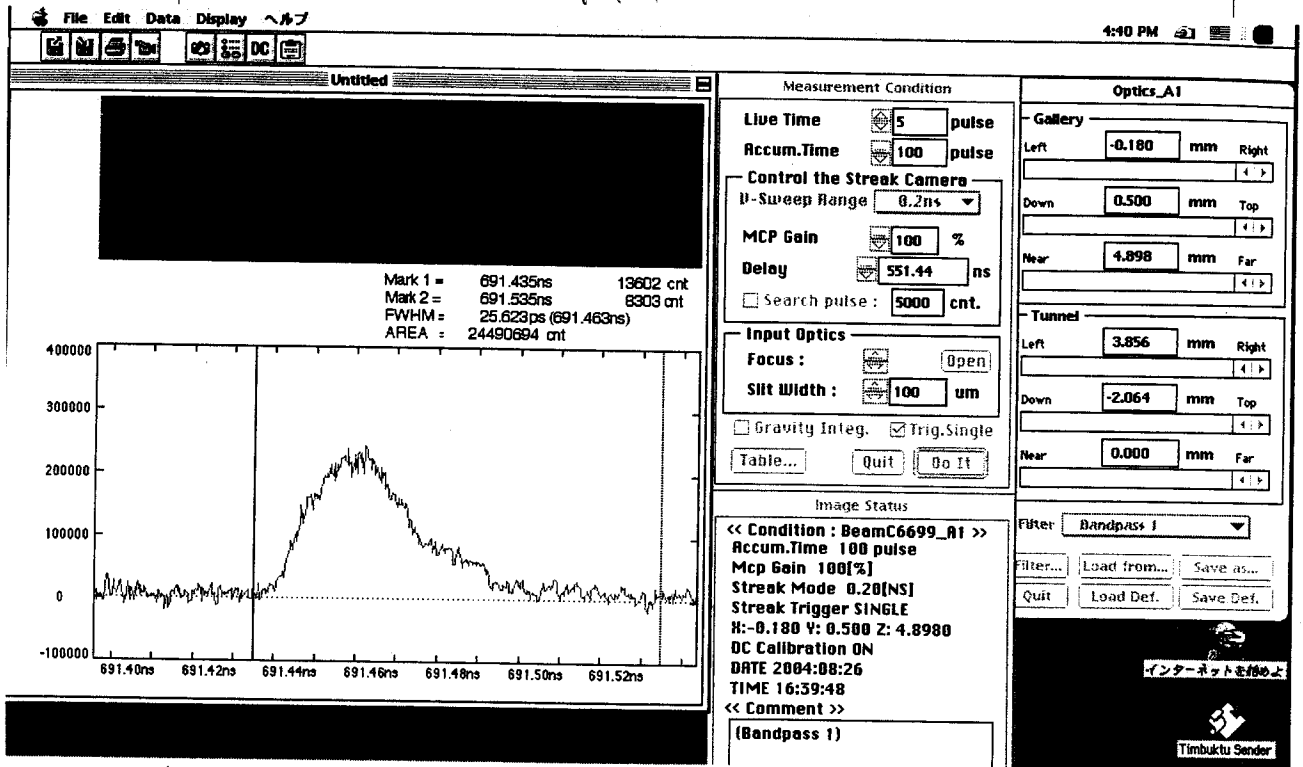 File Edit Data Display ヘルプ
4:40 PM
DC
Untitled
Mark 1 = 691.435ns 13602 cnt
Mark 2 = 691.535ns 8303 cnt
FWHM = 25.623ps (691.463ns)
AREA = 24490694 cnt
400000
300000
200000
100000
0
-100000
691.40ns 691.42ns 691.44ns 691.46ns 691.48ns 691.50ns 691.52ns
Measurement Condition
Live Time 5 pulse
Accum.Time 100 pulse
Control the Streak Camera
V-Sweep Range 0.2ns
MCP Gain 100 %
Delay 551.44 ns
Search pulse : 5000 cnt.
Input Optics
Focus : Open
Slit Width : 100 um
Gravity Integ. Trig.Single
Table... Quit Do It
Image Status
<< Condition : BeamC6699_A1 >>
Accum.Time 100 pulse
Mcp Gain 100[%]
Streak Mode 0.20[NS]
Streak Trigger SINGLE
X:-0.180 Y: 0.500 Z: 4.8980
DC Calibration ON
DATE 2004:08:26
TIME 16:39:48
<< Comment >>
(Bandpass 1)
Optics_A1
Gallery
Left -0.180 mm Right
Down 0.500 mm Top
Near 4.898 mm Far
Tunnel
Left 3.856 mm Right
Down -2.064 mm Top
Near 0.000 mm Far
Filter Bandpass 1
Filter... Load from... Save as...
Quit Load Def. Save Def.
インターネットを始めよ
Timbuktu Sender